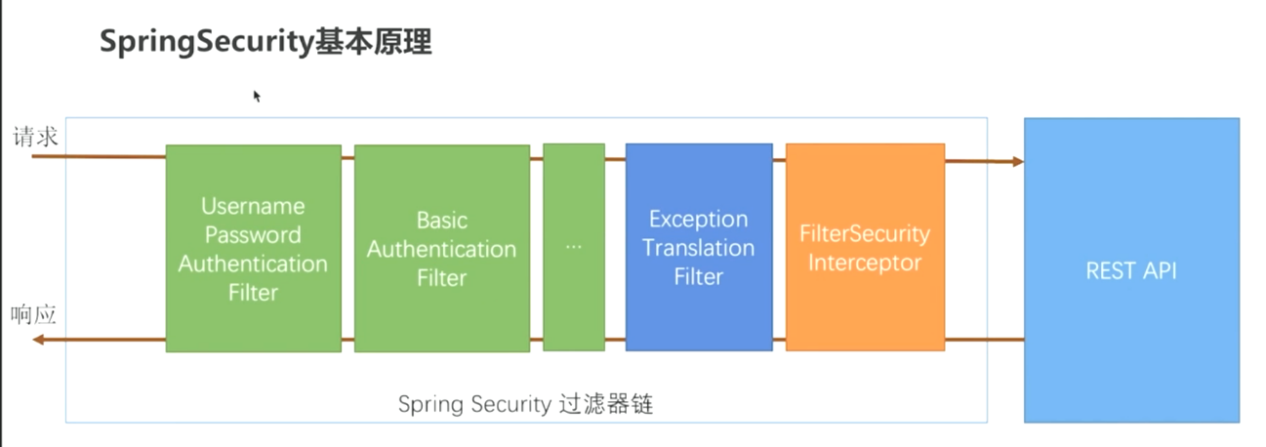 SpringSecurity基本原理
请求
响应
Username
Password
Authentication
Filter
Basic
Authentication
Filter
...
Exception
Translation
Filter
FilterSecurity
Interceptor
REST API
Spring Security 过滤器链